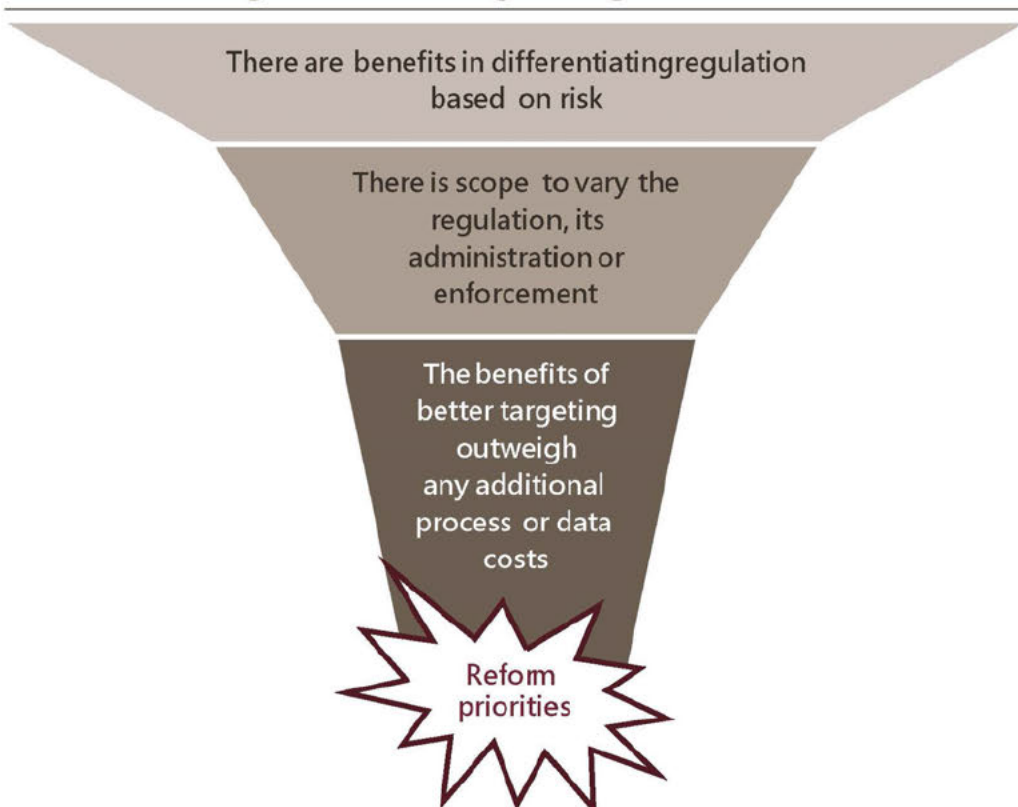 There are benefits in differentiatingregulation
based on risk
There is scope to vary the
regulation, its
administration or
enforcement
The benefits of
better targeting
outweigh
any additional
process or data
costs
Reform
priorities